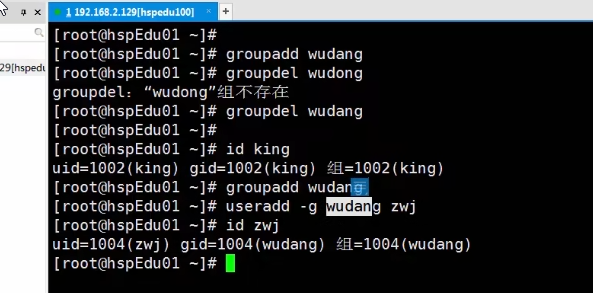 1 192.168.2.129[hspedu100]
29[hspedu
[root@hspEdu01 ~]#
[root@hspEdu01 ~]# groupadd wudang
[root@hspEdu01 ~]# groupdel wudong
groupdel：“wudong”组不存在
[root@hspEdu01 ~]# groupdel wudang
[root@hspEdu01 ~]#
[root@hspEdu01 ~]# id king
uid=1002(king) gid=1002(king) 组=1002(king)
[root@hspEdu01 ~]# groupadd wudang
[root@hspEdu01 ~]# useradd -g wudang zwj
[root@hspEdu01 ~]# id zwj
uid=1004(zwj) gid=1004(wudang) 组=1004(wudang)
[root@hspEdu01 ~]#